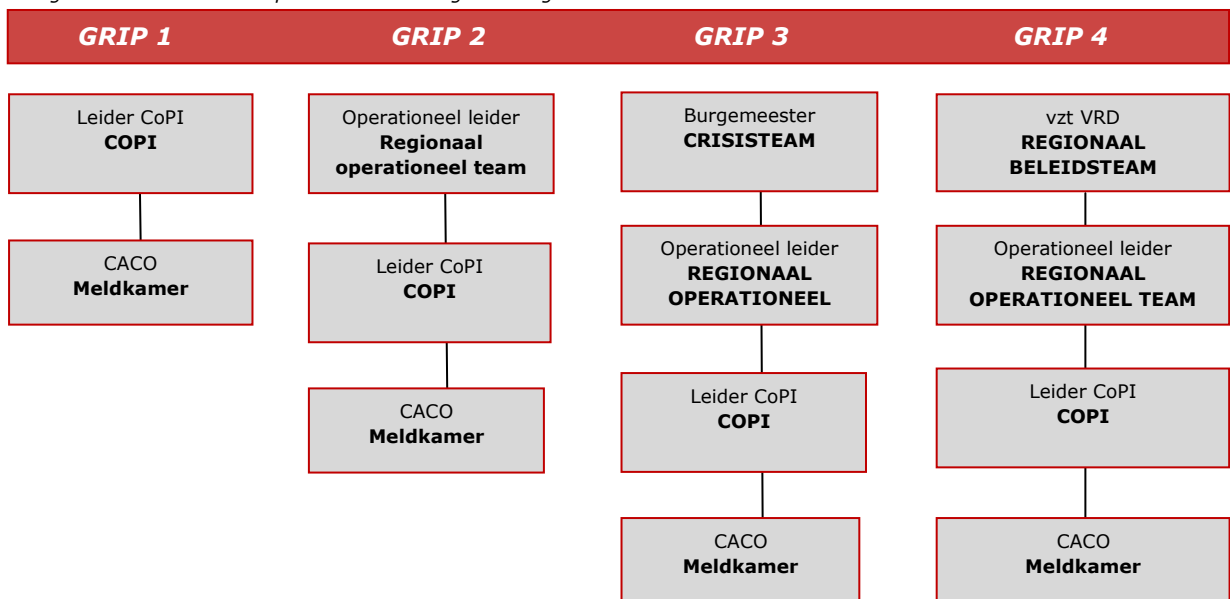 GRIP 1
GRIP 2
GRIP 3
GRIP 4
Leider CoPI
COPI
CACO
Meldkamer
Operationeel leider
Regionaal
operationeel team
Leider CoPI
COPI
CACO
Meldkamer
Burgemeester
CRISISTEAM
Operationeel leider
REGIONAAL
OPERATIONEEL
Leider CoPI
COPI
CACO
Meldkamer
vzt VRD
REGIONAAL
BELEIDSTEAM
Operationeel leider
REGIONAAL
OPERATIONEEL TEAM
Leider CoPI
COPI
CACO
Meldkamer